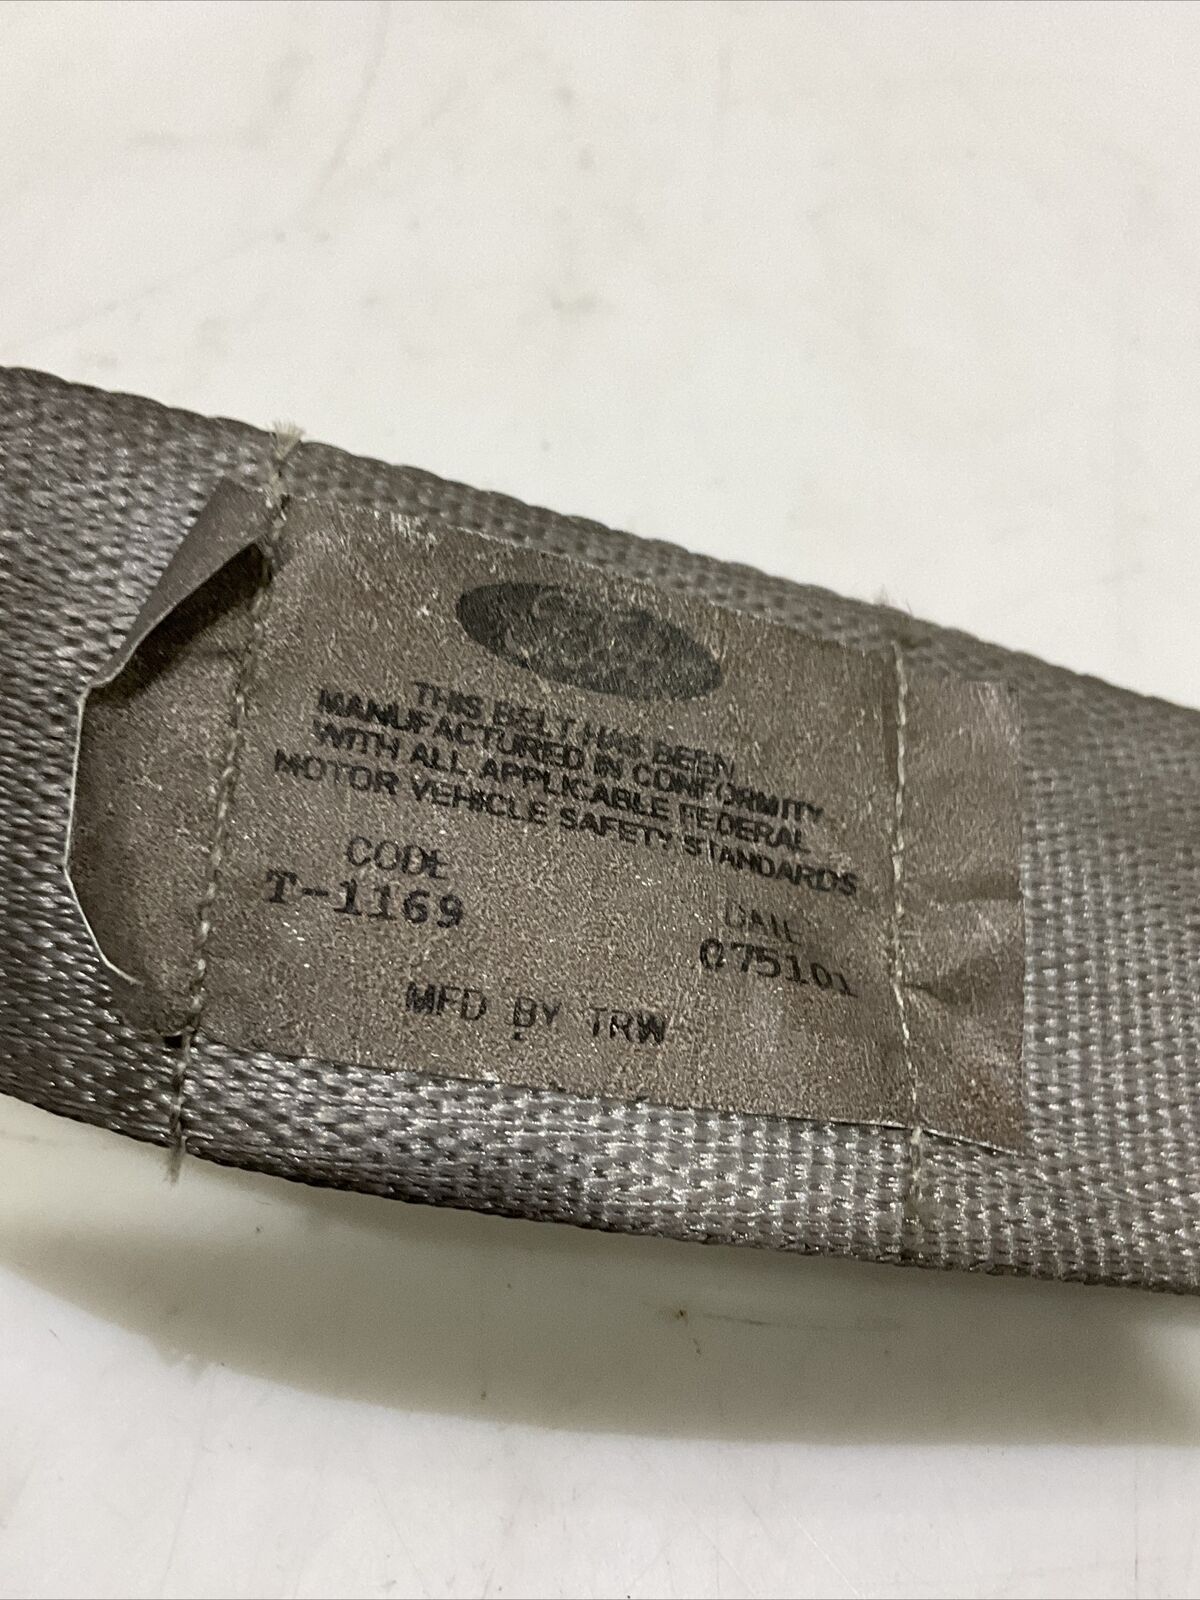 THIS BELT HAS BEEN
MANUFACTURED IN CONFORMITY
WITH ALL APPLICABLE FEDERAL
MOTOR VEHICLE SAFETY STANDARDS
CODE
T-1169
DATE
075101
MFD BY TRW